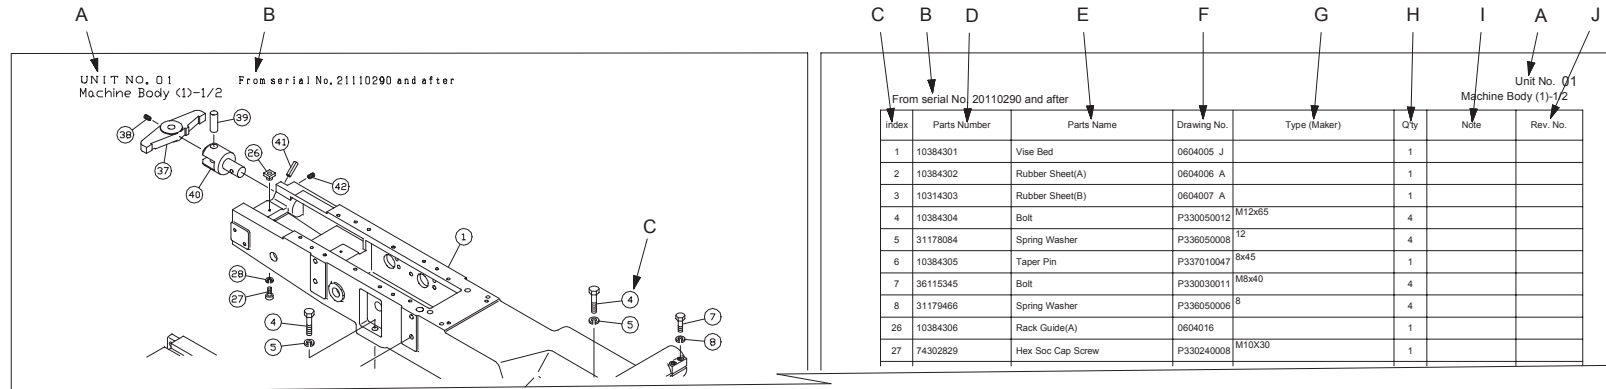 A B C B D E F G H I A J
UNIT NO. 01
Machine Body (1)-1/2
From serial No. 21110290 and after
38
39
37
41
26
40
42
1
C
28
27
4
5
4
5
7
8
Unit No. 01
From serial No. 20110290 and after
Machine Body (1)-1/2
index Parts Number Parts Name Drawing No. Type (Maker) Q'ty Note Rev. No.
1 10384301 Vise Bed 0604005 J 1
2 10384302 Rubber Sheet(A) 0604006 A 1
3 10314303 Rubber Sheet(B) 0604007 A 1
4 10384304 Bolt P330050012 M12x65 4
5 31178084 Spring Washer P336050008 12 4
6 10384305 Taper Pin P337010047 8x45 1
7 36115345 Bolt P330030011 M8x40 4
8 31179466 Spring Washer P336050006 8 4
26 10384306 Rack Guide(A) 0604016 1
27 74302829 Hex Soc Cap Screw P330240008 M10X30 1